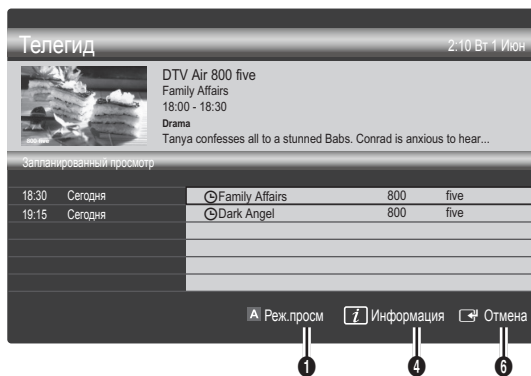 Телегид 2:10 Вт 1 Июн
DTV Air 800 five
Family Affairs
18:00 - 18:30
Drama
Tanya confesses all to a stunned Babs. Conrad is anxious to hear...
Запланированный просмотр
18:30 Сегодня Family Affairs 800 five
19:15 Сегодня Dark Angel 800 five
A Реж.просм i Информация Отмена
1 4 6